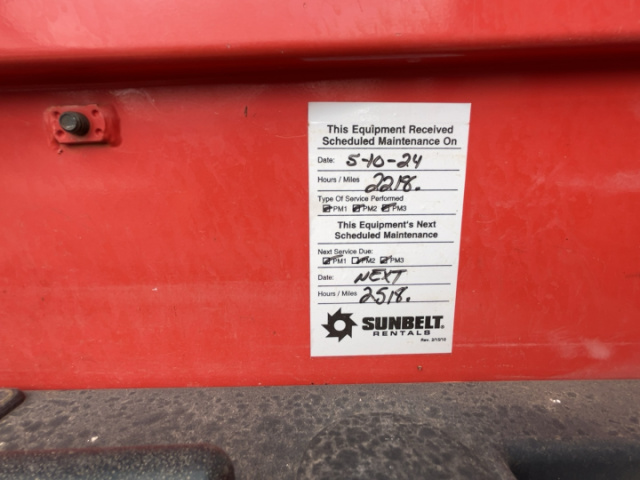 This Equipment Received
Scheduled Maintenance On
Date: 5-10-24
Hours / Miles 2218.
Type Of Service Performed
PM1 PM2 PM3
This Equipment's Next
Scheduled Maintenance
Next Service Due:
PM1 PM2 PM3
Date: NEXT
Hours / Miles 2518.
SUNBELT®
RENTALS